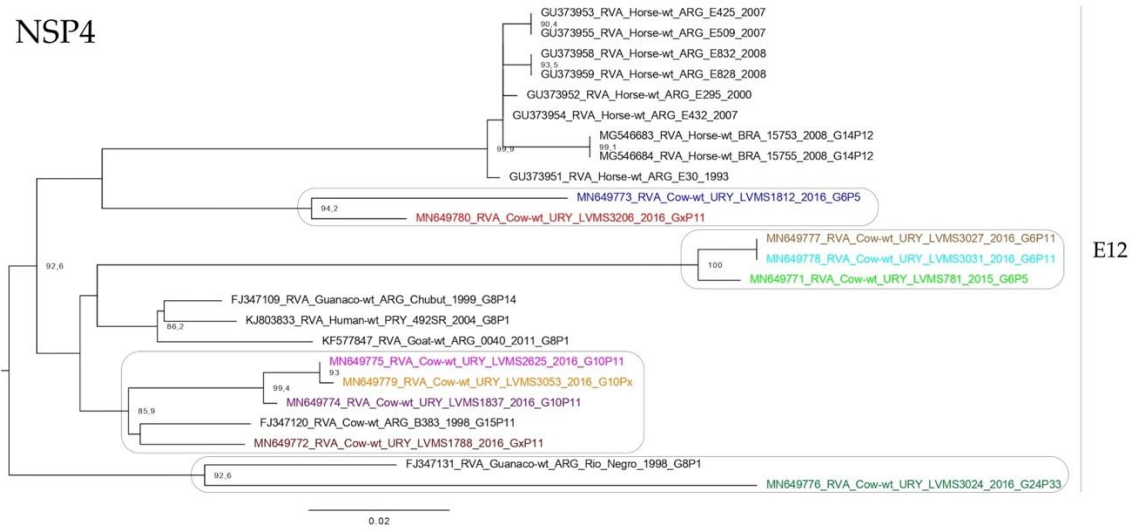 NSP4
GU373953_RVA_Horse-wt_ARG_E425_2007
90,4
GU373955_RVA_Horse-wt_ARG_E509_2007
GU373958_RVA_Horse-wt_ARG_E832_2008
93,5
GU373959_RVA_Horse-wt_ARG_E828_2008
GU373952_RVA_Horse-wt_ARG_E295_2000
GU373954_RVA_Horse-wt_ARG_E432_2007
MG546683_RVA_Horse-wt_BRA_15753_2008_G14P12
99,9
99,1
MG546684_RVA_Horse-wt_BRA_15755_2008_G14P12
GU373951_RVA_Horse-wt_ARG_E30_1993
MN649773_RVA_Cow-wt_URY_LVMS1812_2016_G6P5
94,2
MN649780_RVA_Cow-wt_URY_LVMS3206_2016_GxP11
MN649777_RVA_Cow-wt_URY_LVMS3027_2016_G6P11
E12
92,6
100
MN649778_RVA_Cow-wt_URY_LVMS3031_2016_G6P11
MN649771_RVA_Cow-wt_URY_LVMS781_2015_G6P5
FJ347109_RVA_Guanaco-wt_ARG_Chubut_1999_G8P14
KJ803833_RVA_Human-wt_PRY_492SR_2004_G8P1
86,2
KF577847_RVA_Goat-wt_ARG_0040_2011_G8P1
MN649775_RVA_Cow-wt_URY_LVMS2625_2016_G10P11
93
MN649779_RVA_Cow-wt_URY_LVMS3053_2016_G10Px
99,4
MN649774_RVA_Cow-wt_URY_LVMS1837_2016_G10P11
85,9
FJ347120_RVA_Cow-wt_ARG_B383_1998_G15P11
MN649772_RVA_Cow-wt_URY_LVMS1788_2016_GxP11
FJ347131_RVA_Guanaco-wt_ARG_Rio_Negro_1998_G8P1
92,6
MN649776_RVA_Cow-wt_URY_LVMS3024_2016_G24P33
0.02